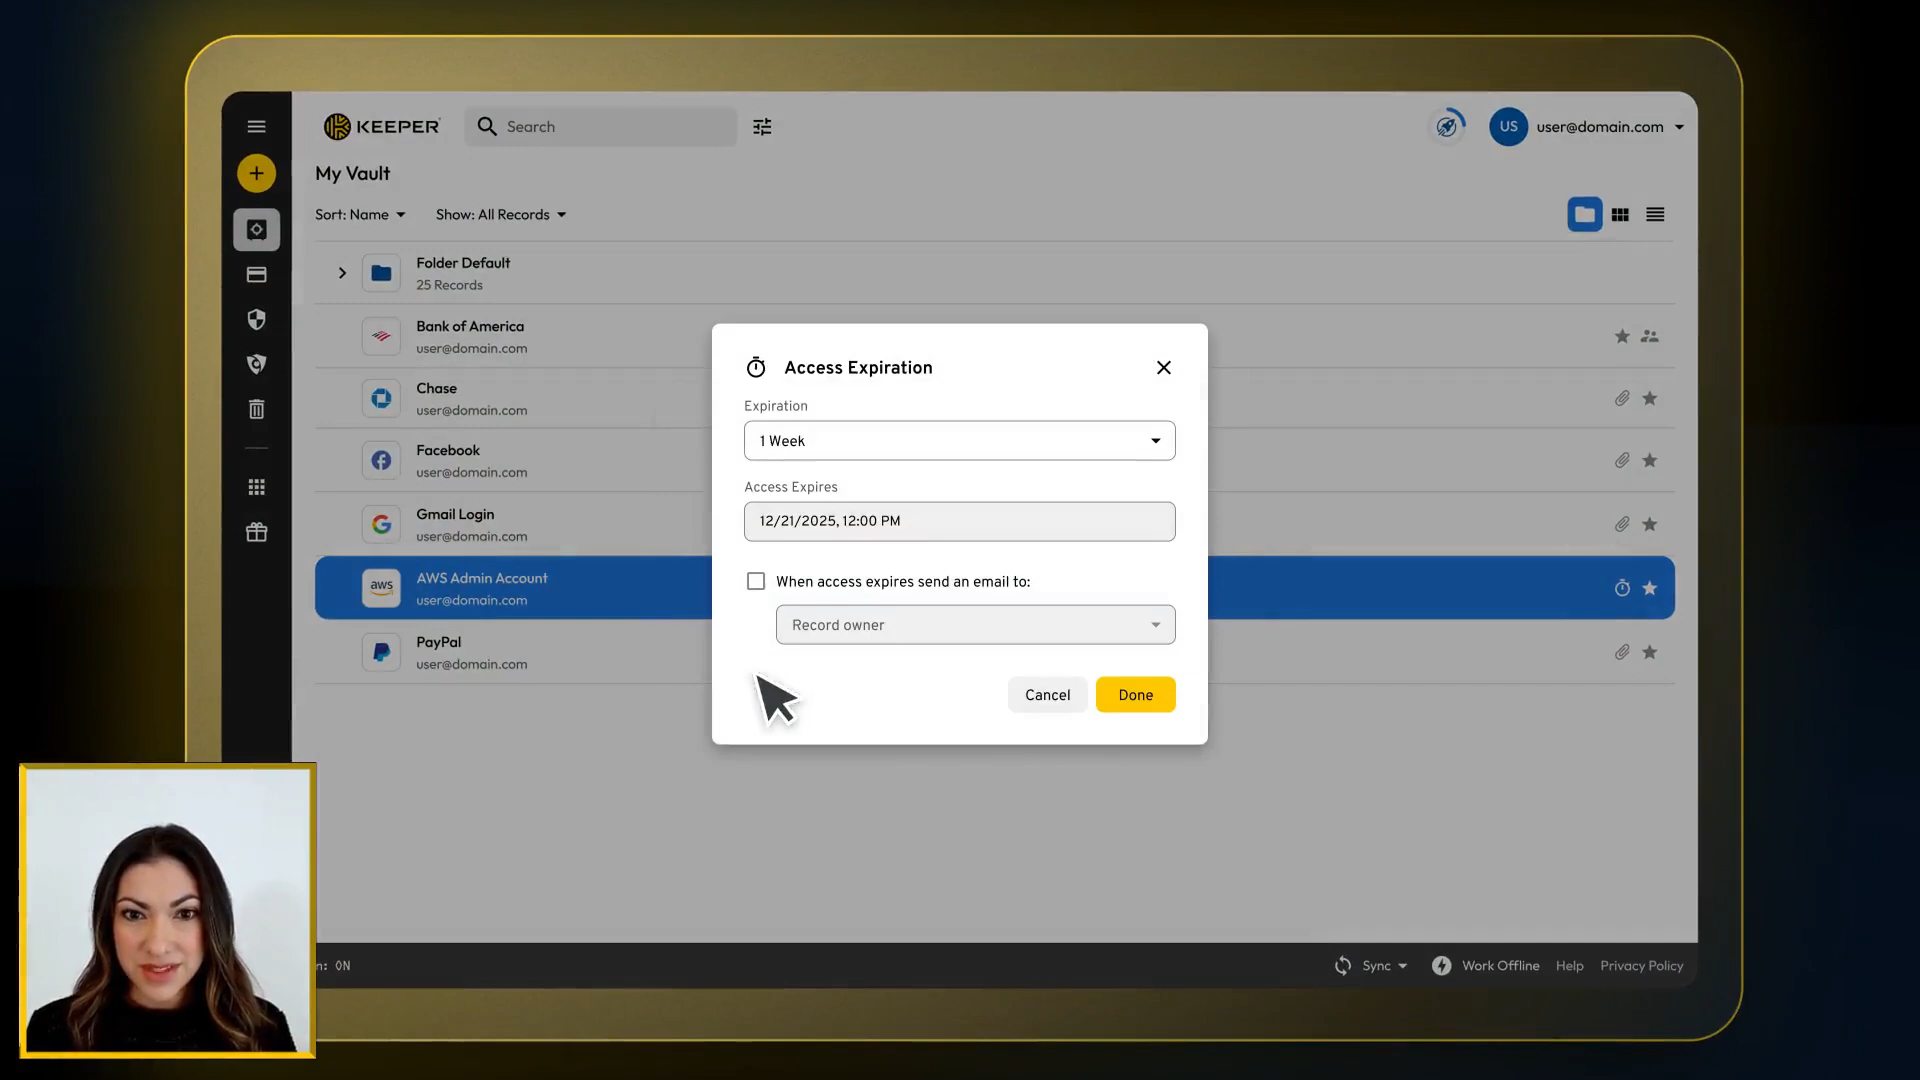 KEEPER
Search
US
user@domain.com
My Vault
Sort: Name
Show: All Records
Folder Default
25 Records
Bank of America
user@domain.com
Chase
user@domain.com
Facebook
user@domain.com
Gmail Login
user@domain.com
aws
AWS Admin Account
user@domain.com
PayPal
user@domain.com
Access Expiration
Expiration
1 Week
Access Expires
12/21/2025, 12:00 PM
When access expires send an email to:
Record owner
Cancel
Done
n: ON
Sync
Work Offline
Help
Privacy Policy